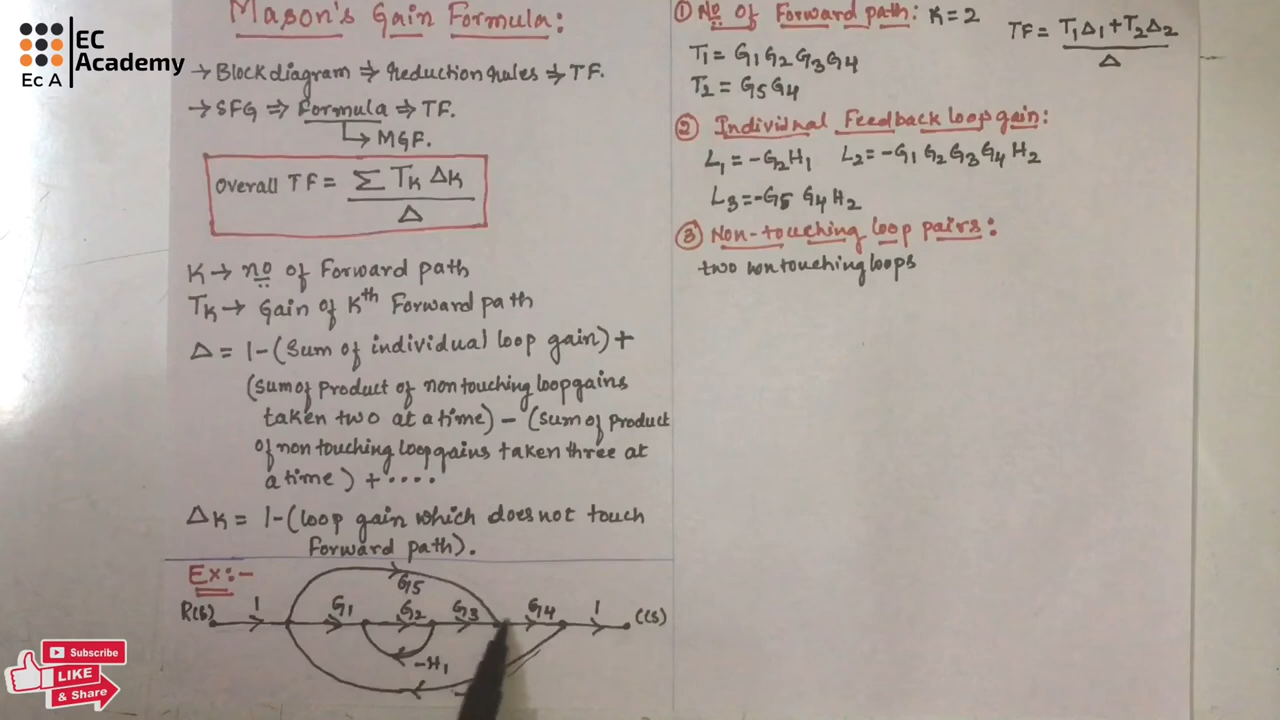 EC
Academy
Ec A
Mason's Gain Formula:
→ Block diagram ⇒ Reduction Rules ⇒ TF.
→ SFG ⇒ Formula ⇒ TF.
↳ MGF.
Overall TF = ∑ TK ΔK / Δ
K → no of Forward path
TK → Gain of Kth Forward path
Δ = 1-(Sum of individual loop gain) +
(sum of product of non touching loop gains
taken two at a time) - (sum of product
of non touching loop gains taken three at
a time) + ....
ΔK = 1-(loop gain which does not touch
Forward path).
Ex:-
G5
R(s) 1 G1 G2 G3 G4 1 C(s)
-H1
① No of Forward path: K=2
TF = T1Δ1+T2Δ2 / Δ
T1 = G1G2G3G4
T2 = G5G4
② Individual Feedback loop gain:
L1 = -G2H1 L2=-G1G2G3G4H2
L3=-G5G4H2
③ Non-touching loop pairs:
two non touching loops
Subscribe
LIKE
& Share